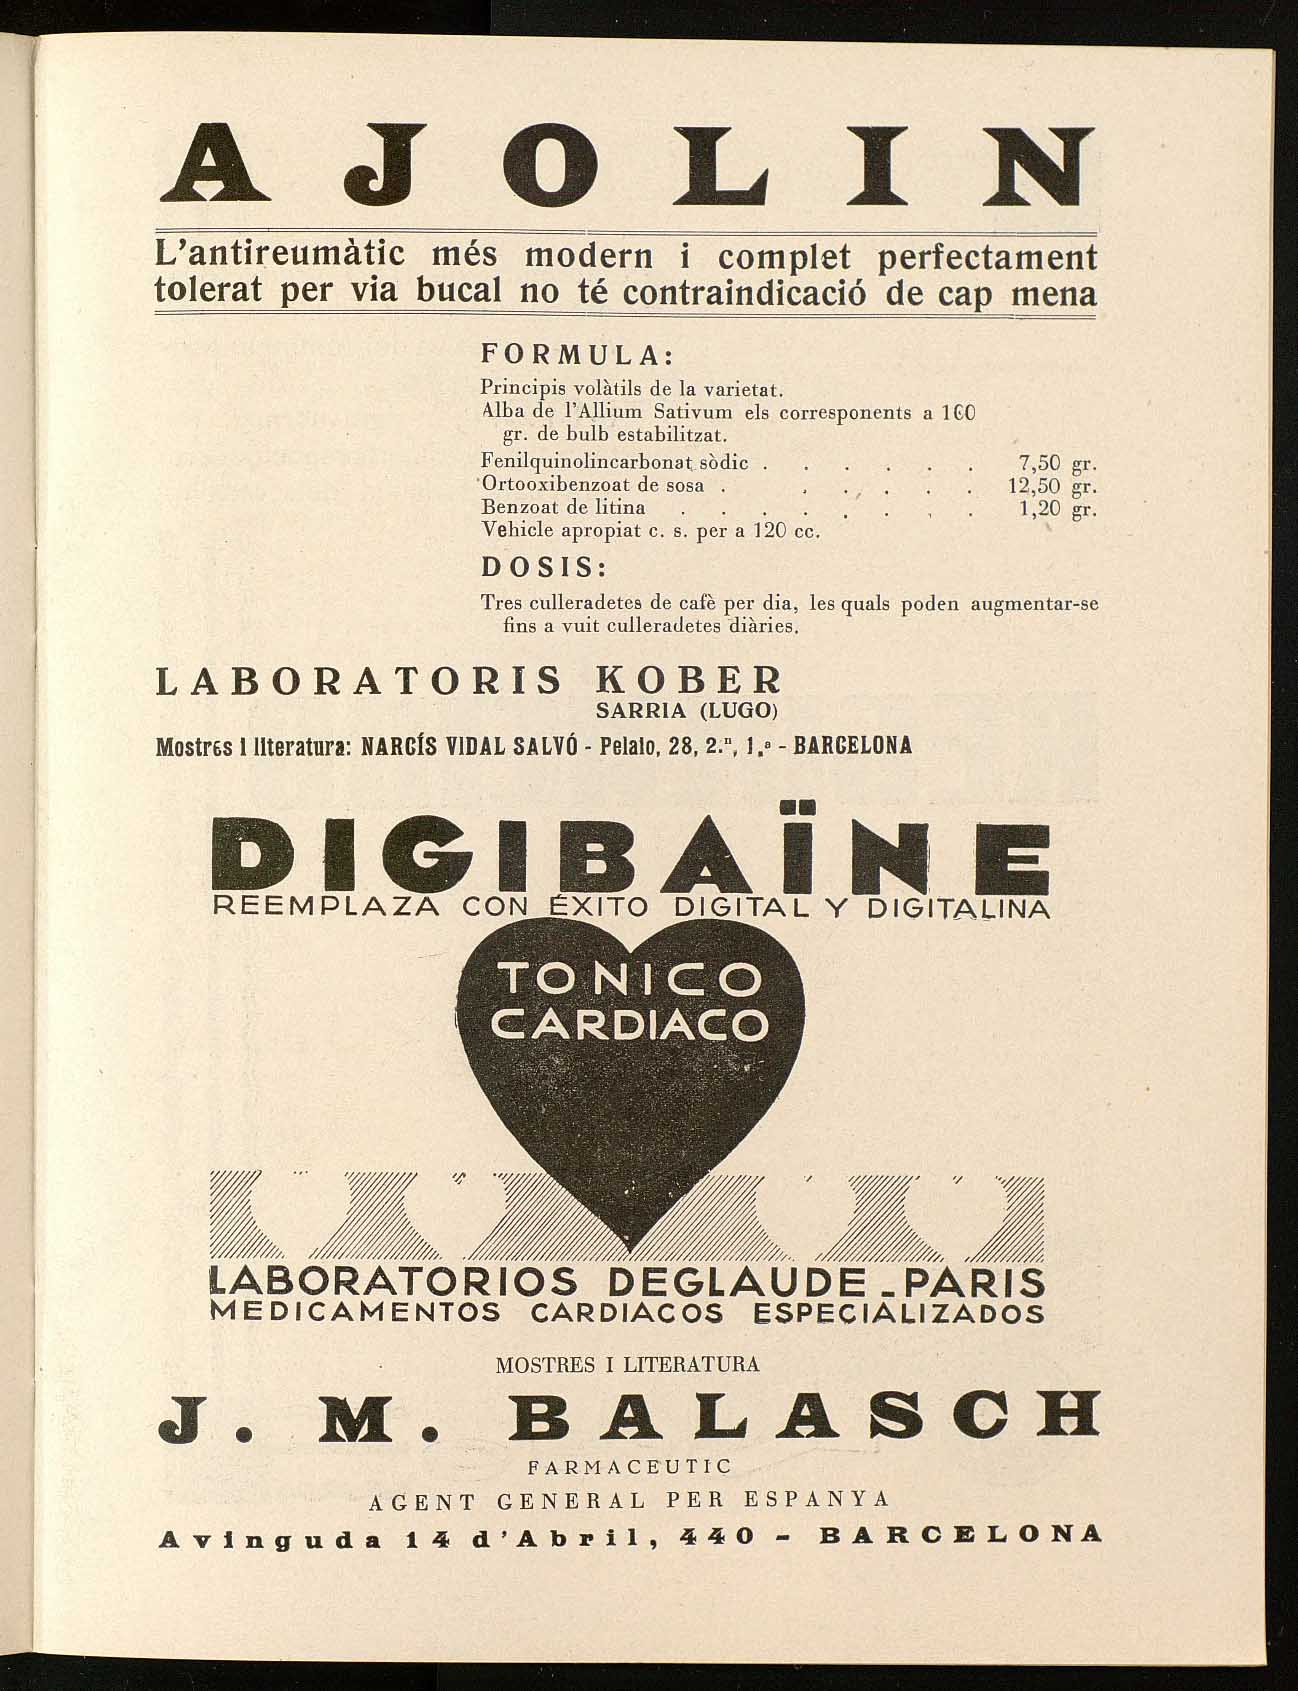 AJOLIN
L'antireumàtic més modern i complet perfectament
tolerat per via bucal no té contraindicació de cap mena
FORMULA:
Principis volàtils de la varietat.
Alba de l'Allium Sativum els corresponents a 100
gr. de bulb estabilitzat.
Fenilquinolincarbonat sòdic . . . . . . 7,50 gr.
Ortooxibenzoat de sosa . . . . . . 12,50 gr.
Benzoat de litina . . . . . . . . 1,20 gr.
Vehicle apropiat c. s. per a 120 cc.
DOSIS:
Tres culleradetes de cafè per dia, les quals poden augmentar-se
fins a vuit culleradetes diàries.
LABORATORIS KOBER
SARRIA (LUGO)
Mostres i literatura: NARCÍS VIDAL SALVÓ - Pelaio, 28, 2.n, 1.ª - BARCELONA
DIGIBAÏNE
REEMPLAZA CON ÉXITO DIGITAL Y DIGITALINA
TONICO
CARDIACO
LABORATORIOS DEGLAUDE_PARIS
MEDICAMENTOS CARDIACOS ESPECIALIZADOS
MOSTRES I LITERATURA
J. M. BALASCH
FARMACEUTIC
AGENT GENERAL PER ESPANYA
Avinguda 14 d'Abril, 440 - BARCELONA